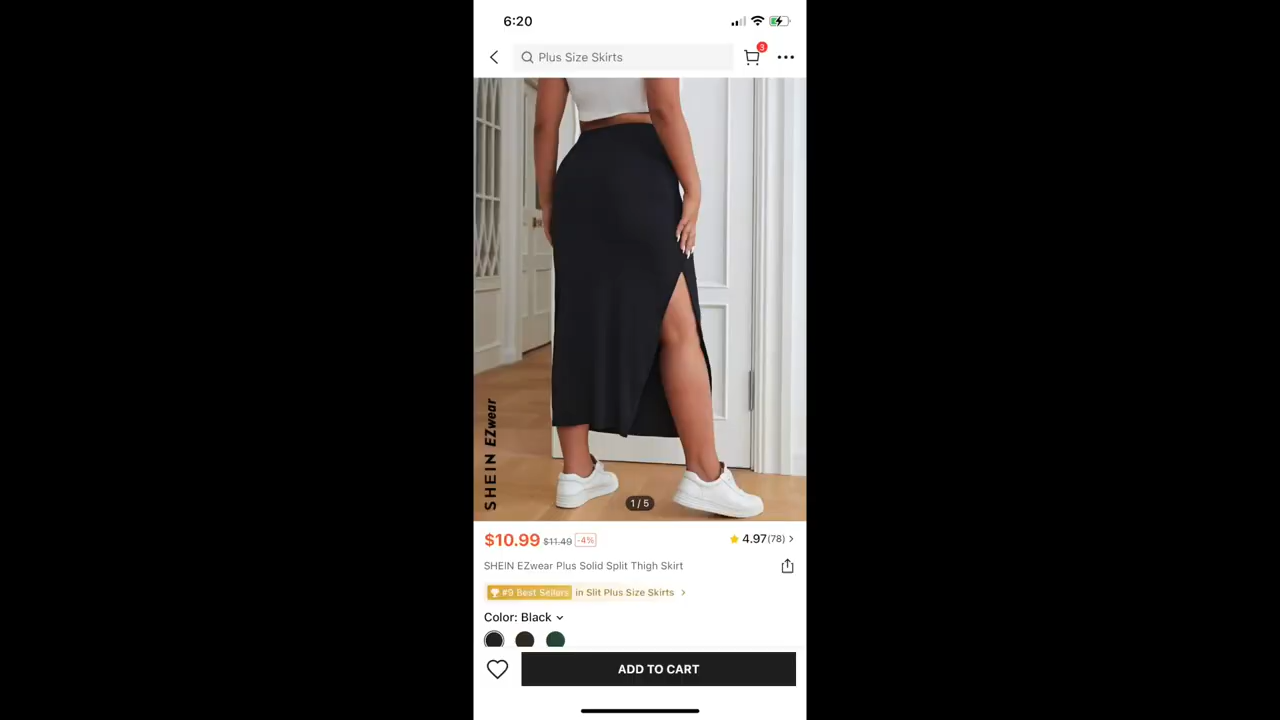 6:20
Plus Size Skirts
3
SHEIN EZwear
1/5
$10.99 $11.49 -4%
4.97(78)
SHEIN EZwear Plus Solid Split Thigh Skirt
#9 Best Sellers in Slit Plus Size Skirts
Color: Black
ADD TO CART